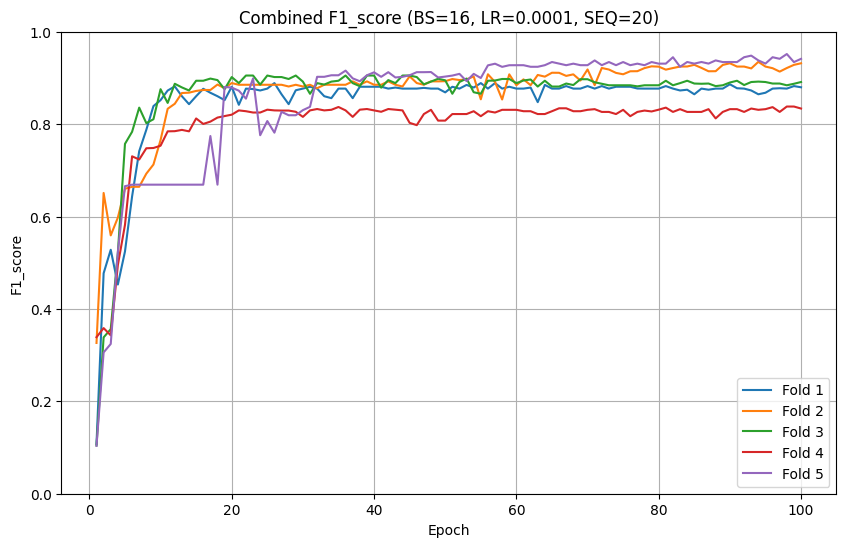 Combined F1_score (BS=16, LR=0.0001, SEQ=20)
1.0
0.8
0.6
0.4
0.2
0.0
F1_score
0 20 40 60 80 100
Epoch
Fold 1
Fold 2
Fold 3
Fold 4
Fold 5